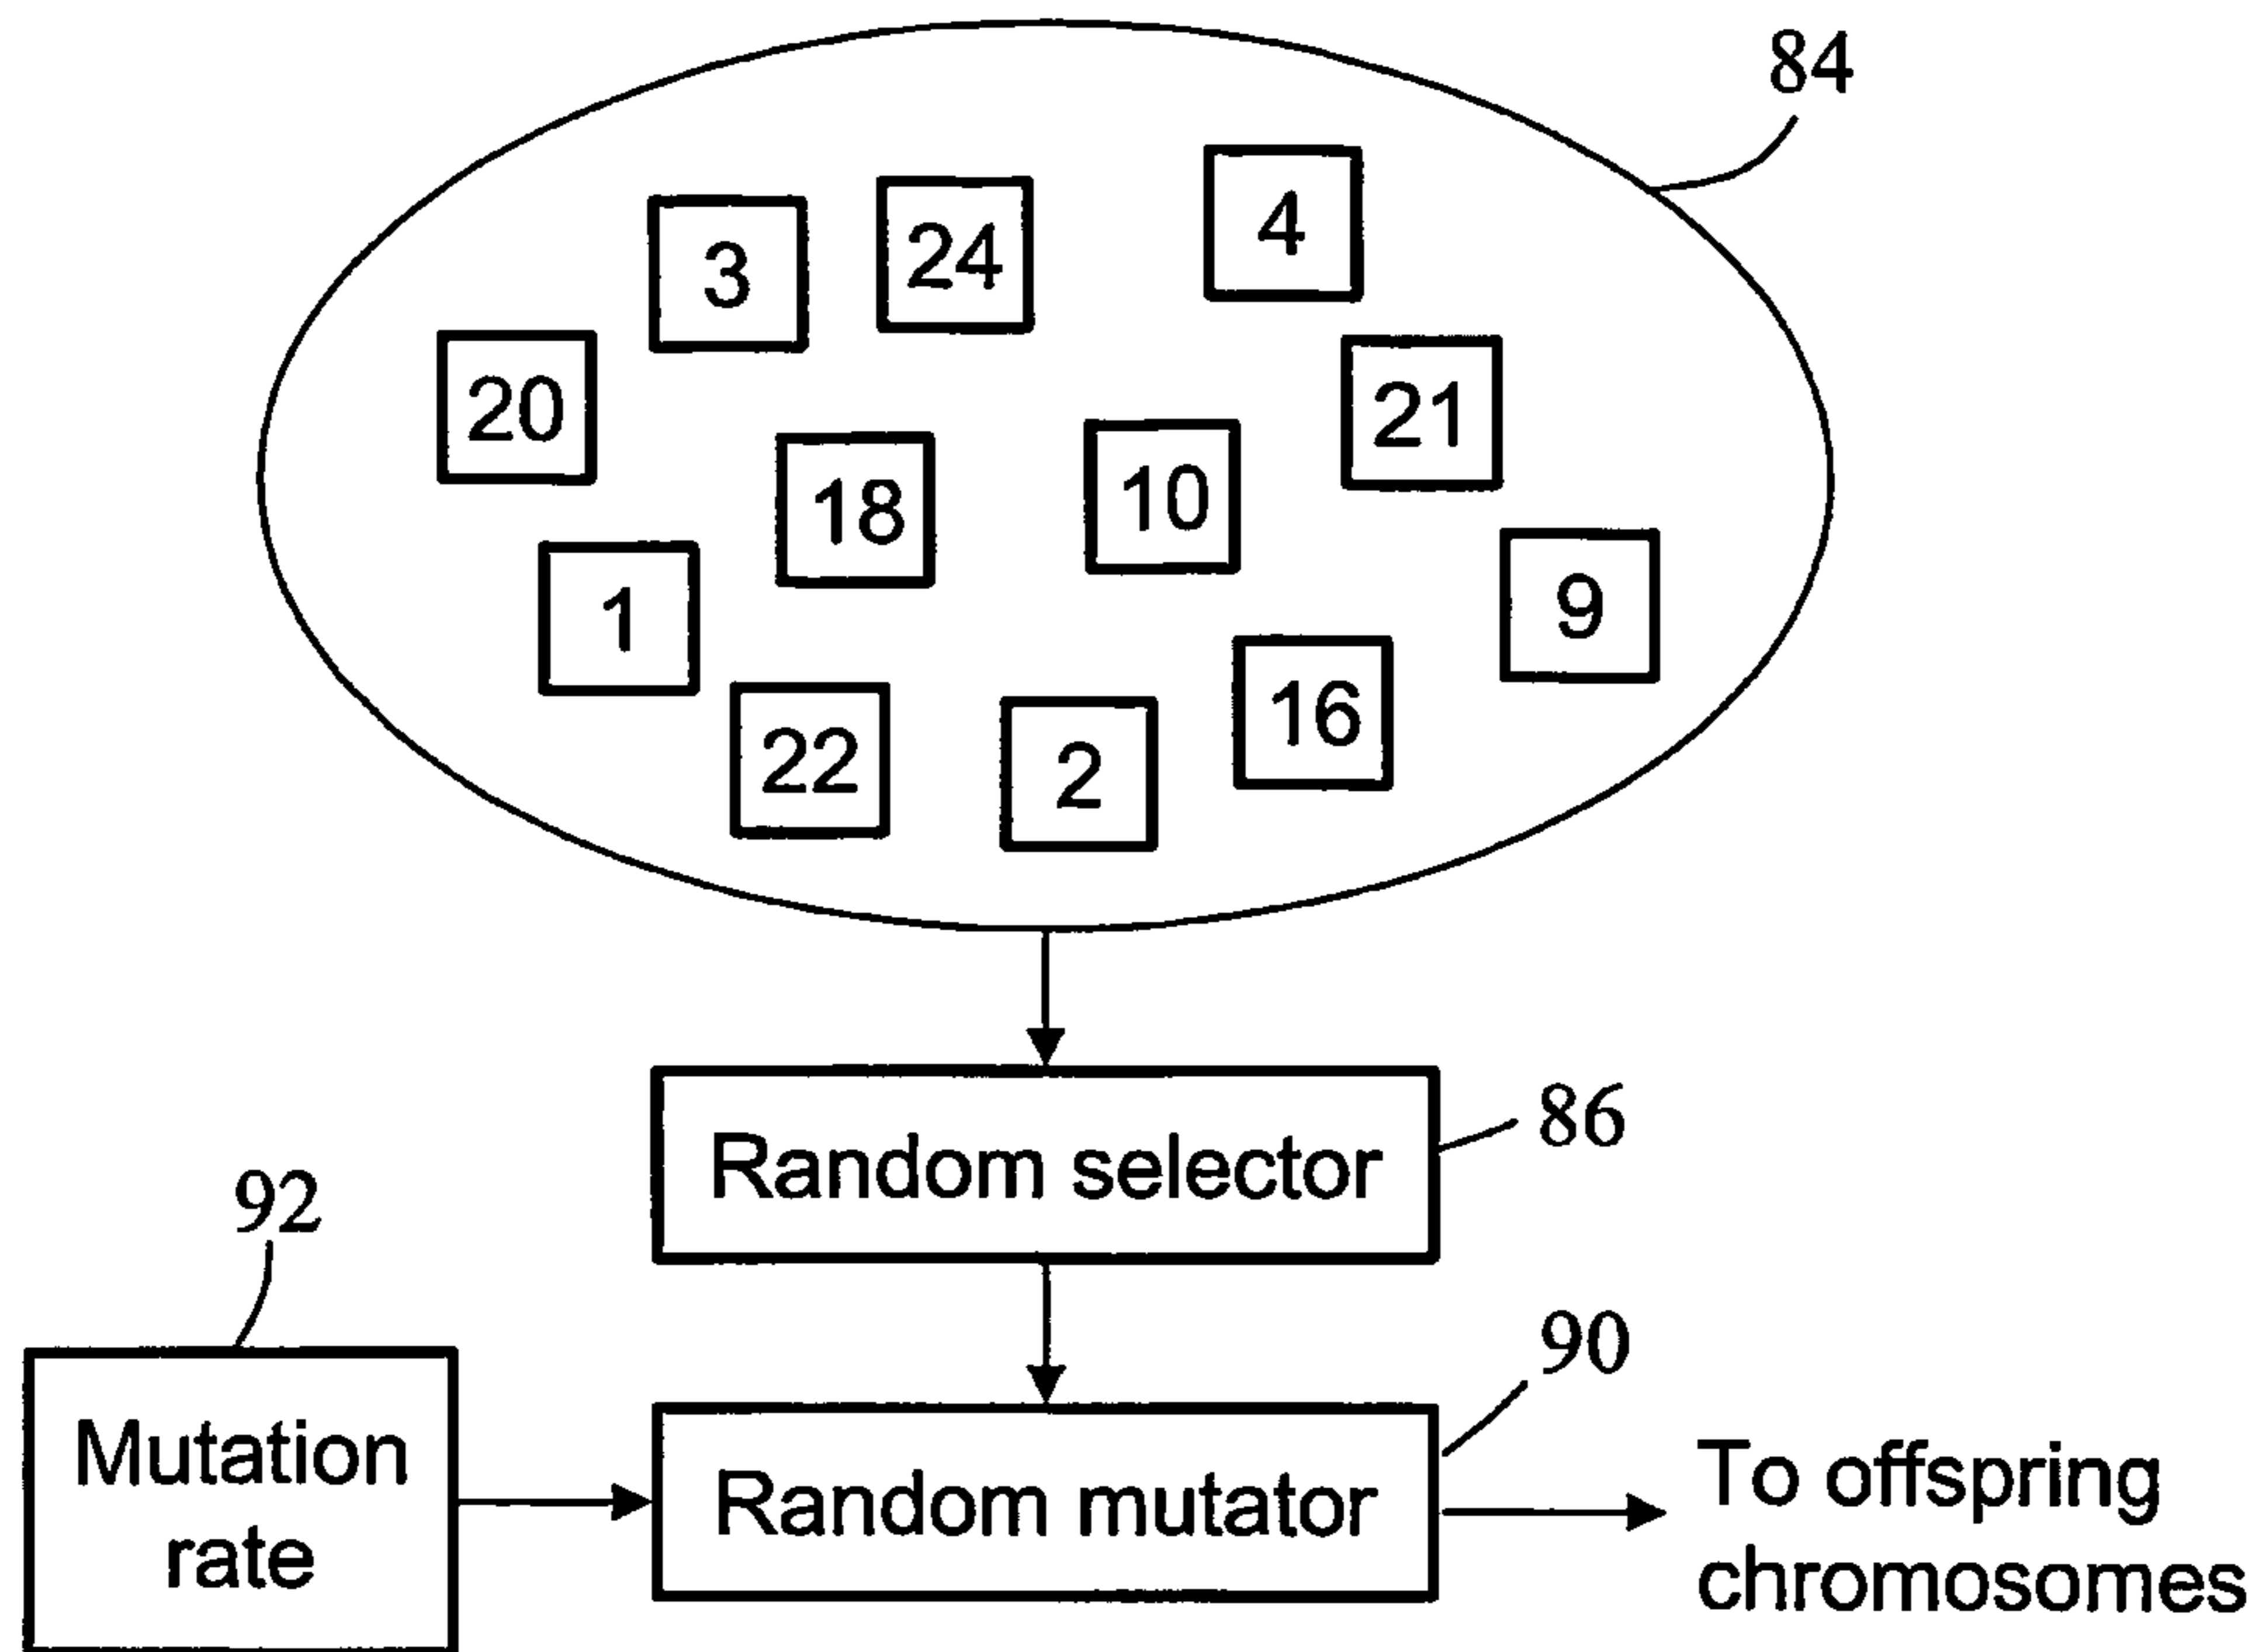 84
4
24
3
20
21
10
18
9
1
16
2
22
Random selector
86
92
90
Mutation
rate
Random mutator
To offspring
chromosomes